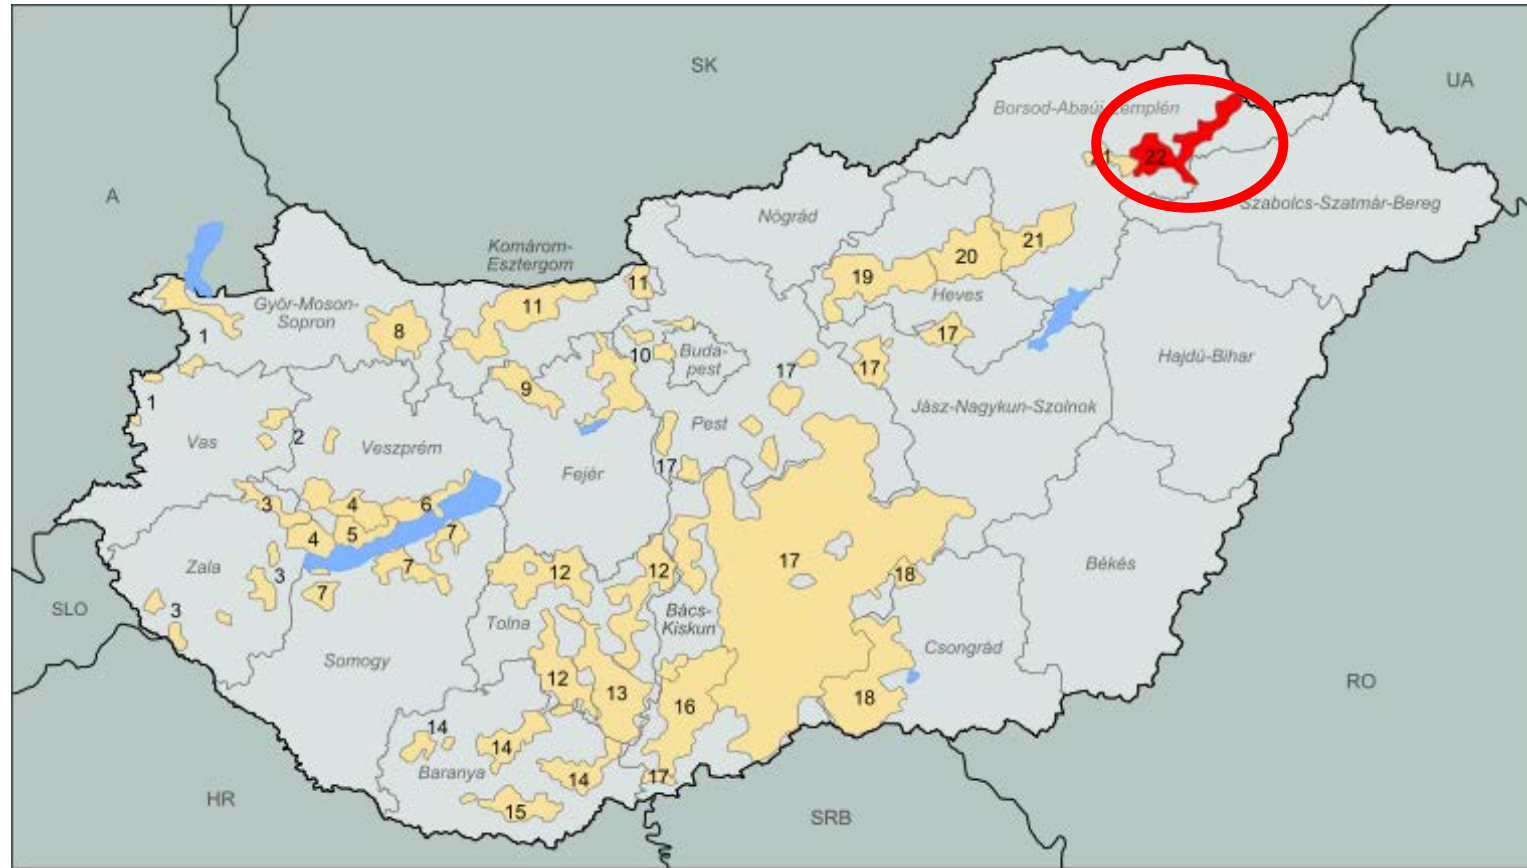 SK
UA
Borsod-Abaúj-Zemplén
22
Szabolcs-Szatmár-Bereg
A
Nógrád
Komárom-
Esztergom
21
20
19
11
11
Heves
Győr-Moson-
Sopron
1
8
17
10
Buda-
pest
17
17
Hajdú-Bihar
9
1
Jász-Nagykun-Szolnok
Pest
Vas
2
Veszprém
17
Fejér
3
4
6
5
7
4
7
17
12
12
Békés
Zala
3
18
7
SLO
3
Bács-
Kiskun
Tolna
Csongrád
Somogy
12
13
RO
16
18
14
14
Baranya
14
17
15
HR
SRB